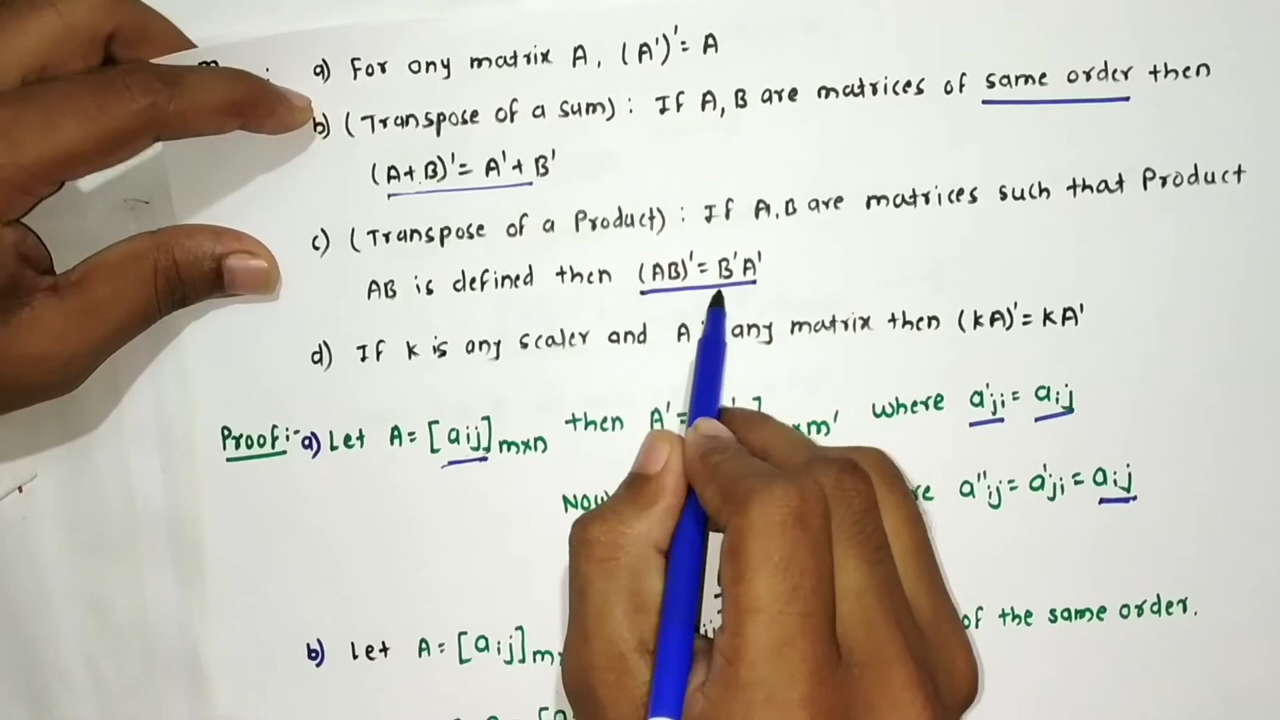 a) For any matrix A, (A')' = A
b) (Transpose of a sum) : If A, B are matrices of same order then
(A+B)' = A' + B'
c) (Transpose of a Product) : If A, B are matrices such that Product
AB is defined then (AB)' = B'A'
d) If K is any scaler and A any matrix then (KA)' = KA'
Proof:- a) Let A = [aij]m×n then A' = where a'ji = aij
Now a''ij = a'ji = aij
b) Let A = [aij]m of the same order.